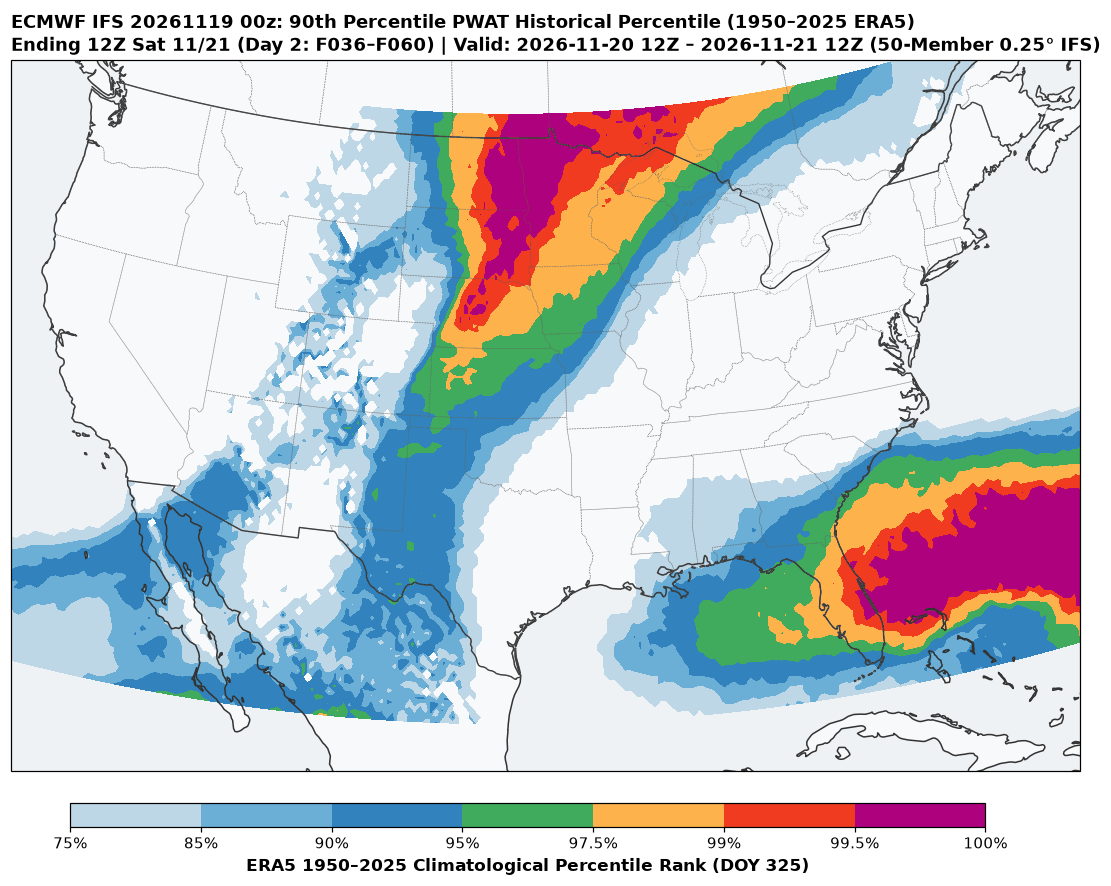 ECMWF IFS 20261119 00z: 90th Percentile PWAT Historical Percentile (1950–2025 ERA5)
Ending 12Z Sat 11/21 (Day 2: F036–F060) | Valid: 2026-11-20 12Z – 2026-11-21 12Z (50-Member 0.25° IFS)
75% 85% 90% 95% 97.5% 99% 99.5% 100%
ERA5 1950–2025 Climatological Percentile Rank (DOY 325)